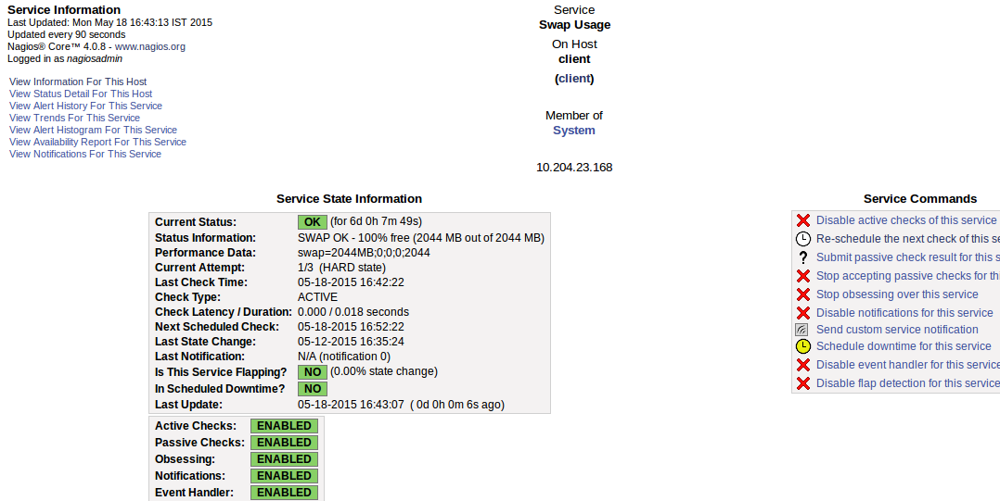 Service Information
Last Updated: Mon May 18 16:43:13 IST 2015
Updated every 90 seconds
Nagios® Core™ 4.0.8 - www.nagios.org
Logged in as nagiosadmin
View Information For This Host
View Status Detail For This Host
View Alert History For This Service
View Trends For This Service
View Alert Histogram For This Service
View Availability Report For This Service
View Notifications For This Service
Service
Swap Usage
On Host
client
(client)
Member of
System
10.204.23.168
Service State Information
Current Status: OK (for 6d 0h 7m 49s)
Status Information: SWAP OK - 100% free (2044 MB out of 2044 MB)
Performance Data: swap=2044MB;0;0;0;2044
Current Attempt: 1/3 (HARD state)
Last Check Time: 05-18-2015 16:42:22
Check Type: ACTIVE
Check Latency / Duration: 0.000 / 0.018 seconds
Next Scheduled Check: 05-18-2015 16:52:22
Last State Change: 05-12-2015 16:35:24
Last Notification: N/A (notification 0)
Is This Service Flapping? NO (0.00% state change)
In Scheduled Downtime? NO
Last Update: 05-18-2015 16:43:07 ( 0d 0h 0m 6s ago)
Active Checks: ENABLED
Passive Checks: ENABLED
Obsessing: ENABLED
Notifications: ENABLED
Event Handler: ENABLED
Service Commands
Disable active checks of this service
Re-schedule the next check of this se
Submit passive check result for this s
Stop accepting passive checks for thi
Stop obsessing over this service
Disable notifications for this service
Send custom service notification
Schedule downtime for this service
Disable event handler for this service
Disable flap detection for this service